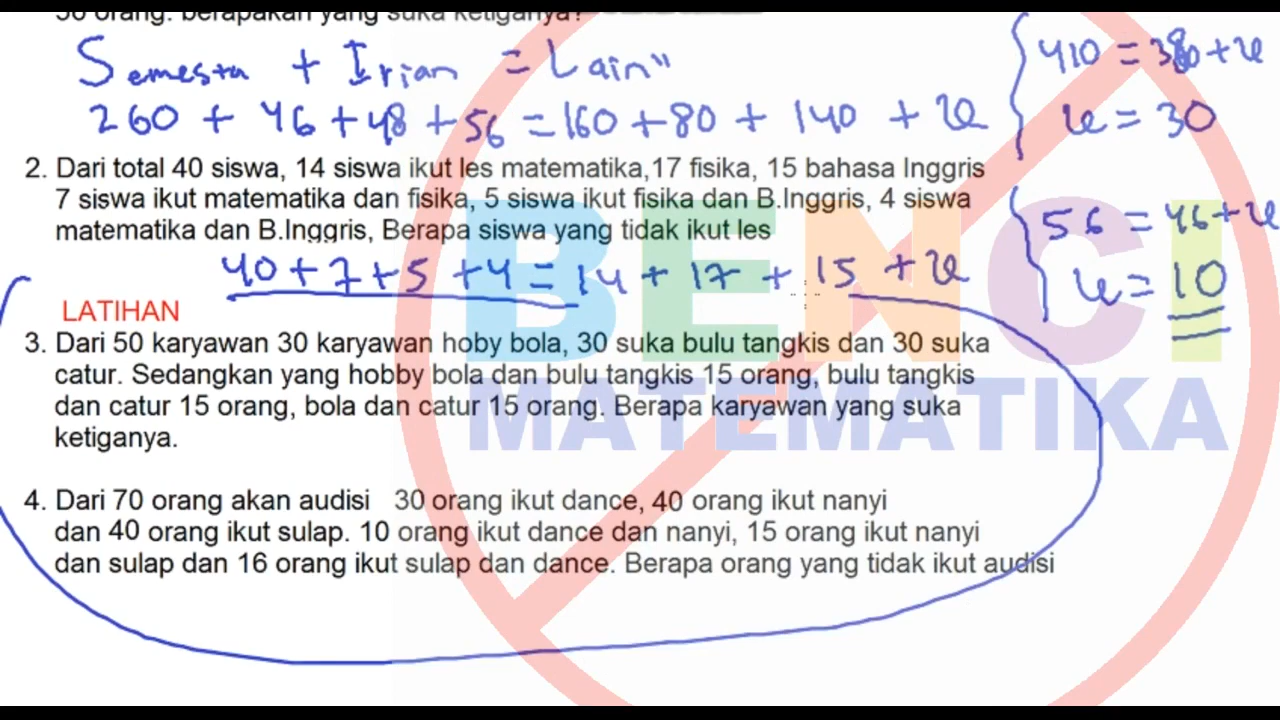 50 orang. berapakah yang suka ketiganya?
Semesta + Irian = Lain"
260 + 46 + 48 + 56 = 160 + 80 + 140 + x
410 = 380 + x
x = 30
2. Dari total 40 siswa, 14 siswa ikut les matematika,17 fisika, 15 bahasa Inggris
7 siswa ikut matematika dan fisika, 5 siswa ikut fisika dan B.Inggris, 4 siswa
matematika dan B.Inggris, Berapa siswa yang tidak ikut les
40 + 7 + 5 + 4 = 14 + 17 + 15 + x
56 = 46 + x
x = 10
LATIHAN
3. Dari 50 karyawan 30 karyawan hoby bola, 30 suka bulu tangkis dan 30 suka
catur. Sedangkan yang hobby bola dan bulu tangkis 15 orang, bulu tangkis
dan catur 15 orang, bola dan catur 15 orang. Berapa karyawan yang suka
ketiganya.
4. Dari 70 orang akan audisi 30 orang ikut dance, 40 orang ikut nanyi
dan 40 orang ikut sulap. 10 orang ikut dance dan nanyi, 15 orang ikut nanyi
dan sulap dan 16 orang ikut sulap dan dance. Berapa orang yang tidak ikut audisi
BENCI
MATEMATIKA